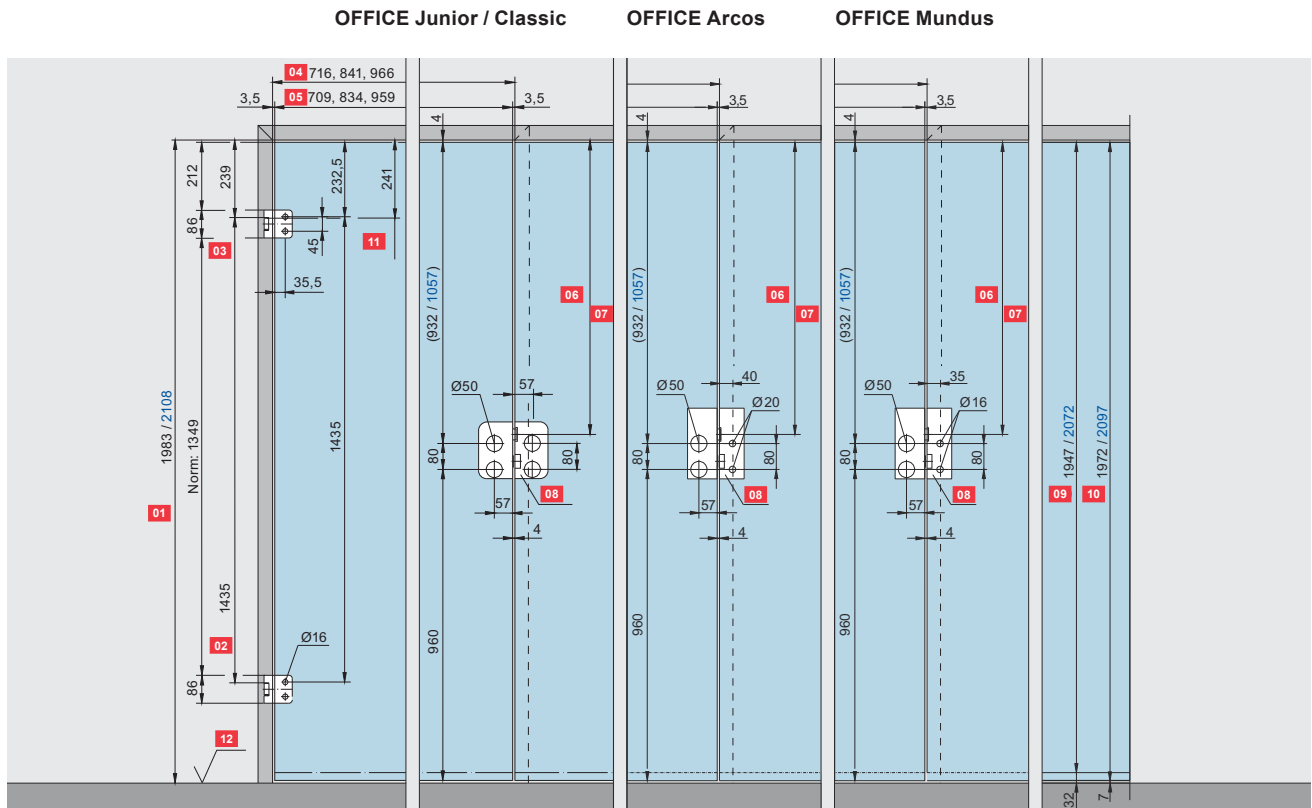 OFFICE Junior / Classic
OFFICE Arcos
OFFICE Mundus
04 716, 841, 966
3,5
05 709, 834, 959
3,5
3,5
3,5
4
4
4
212
239
232,5
241
86
03
45
11
35,5
(932 / 1057)
06
07
(932 / 1057)
06
07
(932 / 1057)
06
07
1983 / 2108
Norm: 1349
1435
Ø50
57
Ø50
40
Ø20
Ø50
35
Ø16
80
80
80
80
80
80
1947 / 2072
1972 / 2097
01
08
08
08
09
10
57
57
57
4
4
4
1435
02
Ø16
960
960
960
86
12
32
7